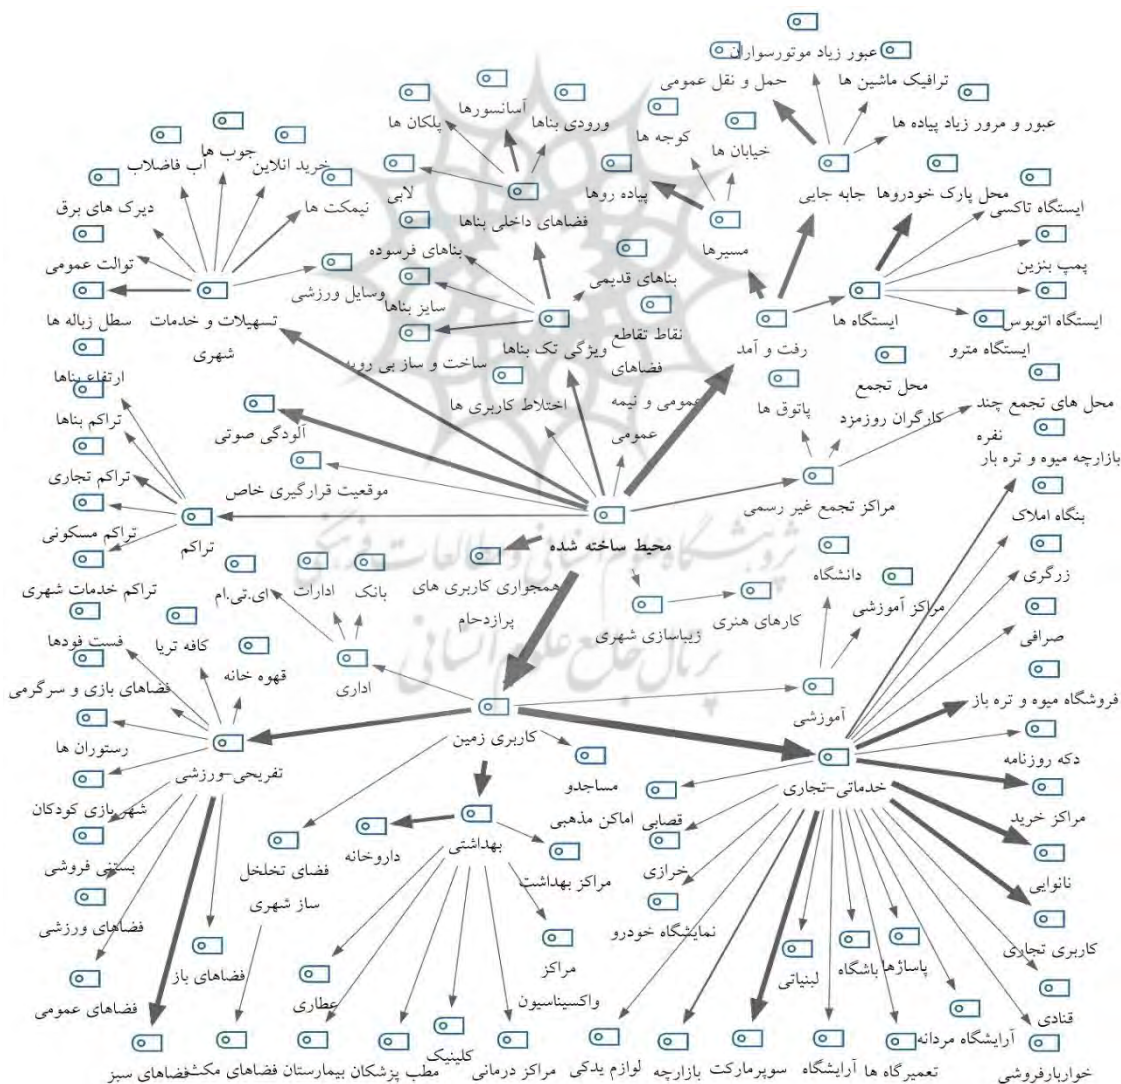 عبور زیاد موتورسواران
حمل و نقل عمومی
ترافیک ماشین ها
عبور و مرور زیاد پیاده ها
آسانسورها
ورودی بناها
پلکان ها
کوچه ها
خیابان ها
جوب ها
آب فاضلاب
خرید انلاین
دیرک های برق
نیمکت ها
لابی
فضاهای داخلی بناها
پیاده روها
مسیرها
جابه جایی
محل پارک خودروها
ایستگاه تاکسی
پمپ بنزین
توالت عمومی
سطل زباله ها
وسایل ورزشی
تسهیلات و خدمات
شهری
بناهای فرسوده
بناهای قدیمی
سایز بناها
ساخت و ساز بی رویه
ویژگی تک بناها
نقاط تقاطع
فضاهای
عمومی و نیمه
عمومی
رفت و آمد
ایستگاه ها
ایستگاه اتوبوس
ایستگاه مترو
ارتفاع بناها
تراکم بناها
آلودگی صوتی
اختلاط کاربری ها
پاتوق ها
محل تجمع
کارگران روزمزد
محل های تجمع چند
نفره
بازارچه میوه و تره بار
تراکم تجاری
موقعیت قرارگیری خاص
مراکز تجمع غیر رسمی
بنگاه املاک
تراکم مسکونی
تراکم
محیط ساخته شده
پژوهشگاه علوم انسانی و مطالعات فرهنگی
پرتال جامع علوم انسانی
تراکم خدمات شهری
ای.تی.ام
ادارات
بانک
همجواری کاربری های
پرازدحام
زیباسازی شهری
کارهای هنری
دانشگاه
مراکز آموزشی
زرگری
صرافی
فست فودها
کافه تریا
قهوه خانه
اداری
فضاهای بازی و سرگرمی
رستوران ها
تفریحی-ورزشی
کاربری زمین
آموزشی
فروشگاه میوه و تره باز
دکه روزنامه
شهربازی کودکان
مساجدو
اماکن مذهبی
خدماتی-تجاری
مراکز خرید
بستنی فروشی
فضای تخلخل
ساز شهری
داروخانه
بهداشتی
مراکز بهداشت
قصابی
خرازی
نمایشگاه خودرو
نانوایی
فضاهای ورزشی
فضاهای باز
فضاهای عمومی
عطاری
مراکز
واکسیناسیون
لبنیاتی
باشگاه
پاساژها
کاربری تجاری
قنادی
فضاهای سبز
فضاهای مکث
بیمارستان
مطب پزشکان
کلینیک
مراکز درمانی
لوازم یدکی
بازارچه
سوپرمارکت
آرایشگاه
تعمیرگاه ها
آرایشگاه مردانه
خواربارفروشی